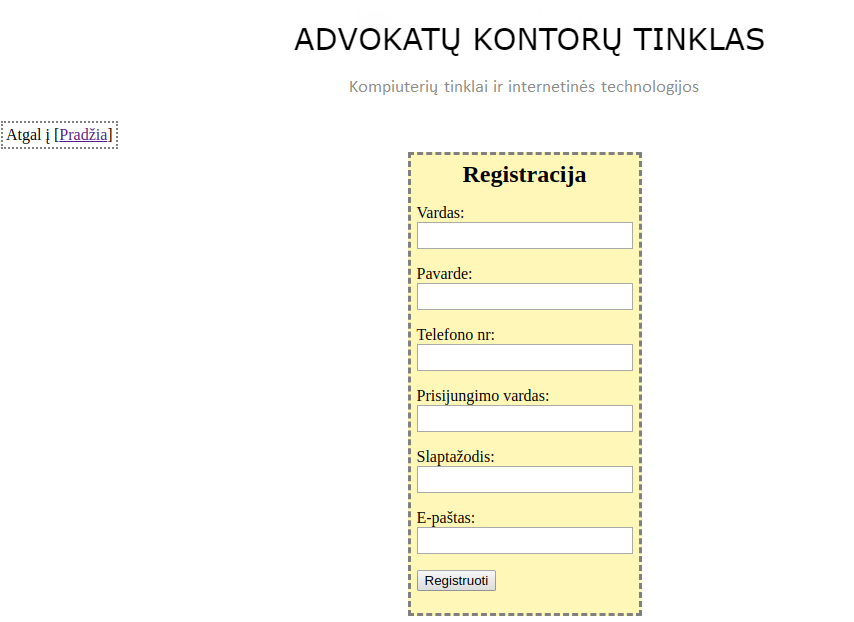 ADVOKATŲ KONTORŲ TINKLAS
Kompiuterių tinklai ir internetinės technologijos
Atgal į [Pradžia]
Registracija
Vardas:
Pavarde:
Telefono nr:
Prisijungimo vardas:
Slaptažodis:
E-paštas:
Registruoti